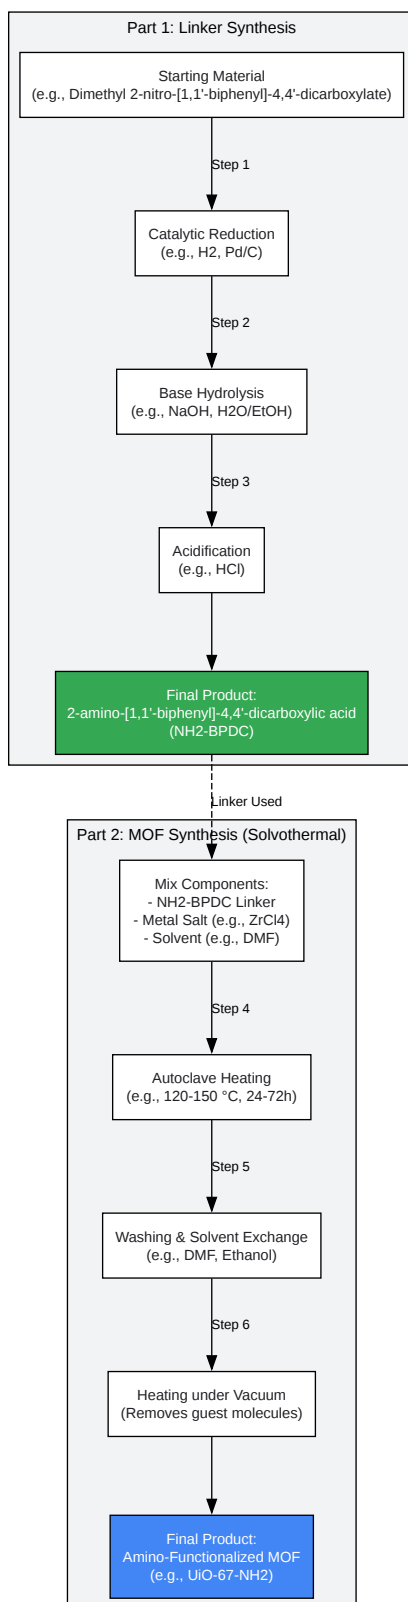 Part 1: Linker Synthesis
Starting Material
(e.g., Dimethyl 2-nitro-[1,1'-biphenyl]-4,4'-dicarboxylate)
Step 1
Catalytic Reduction
(e.g., H2, Pd/C)
Step 2
Base Hydrolysis
(e.g., NaOH, H2O/EtOH)
Step 3
Acidification
(e.g., HCl)
Final Product:
2-amino-[1,1'-biphenyl]-4,4'-dicarboxylic acid
(NH2-BPDC)
Linker Used
Part 2: MOF Synthesis (Solvothermal)
Mix Components:
- NH2-BPDC Linker
- Metal Salt (e.g., ZrCl4)
- Solvent (e.g., DMF)
Step 4
Autoclave Heating
(e.g., 120-150 °C, 24-72h)
Step 5
Washing & Solvent Exchange
(e.g., DMF, Ethanol)
Step 6
Heating under Vacuum
(Removes guest molecules)
Final Product:
Amino-Functionalized MOF
(e.g., UiO-67-NH2)